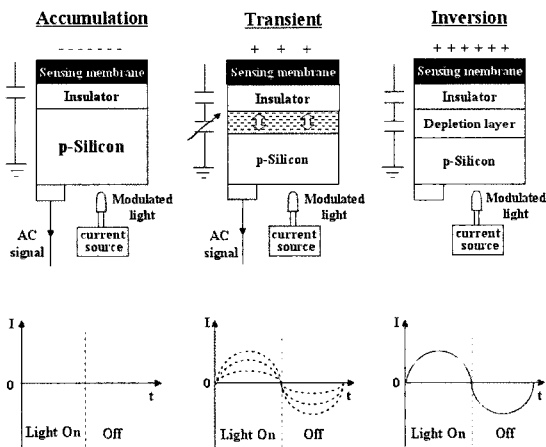 Accumulation
- - - - - -
Sensing membrane
Insulator
p-Silicon
Modulated
light
AC
signal
current
source
I
0
t
Light On
Off
Transient
+ + +
Sensing membrane
Insulator
p-Silicon
Modulated
light
AC
signal
current
source
I
0
t
Light On
Off
Inversion
+ + + + + +
Sensing membrane
Insulator
Depletion layer
p-Silicon
Modulated
light
current
source
I
0
t
Light On
Off